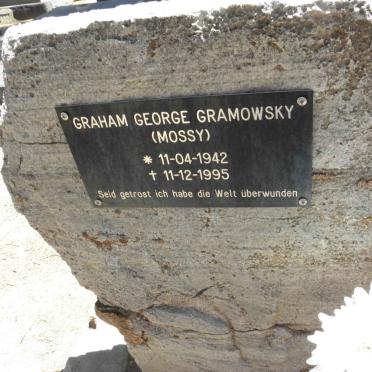 GRAHAM GEORGE GRAMOWSKY
(MOSSY)
* 11-04-1942
† 11-12-1995
Seid getrost ich habe die Welt überwunden